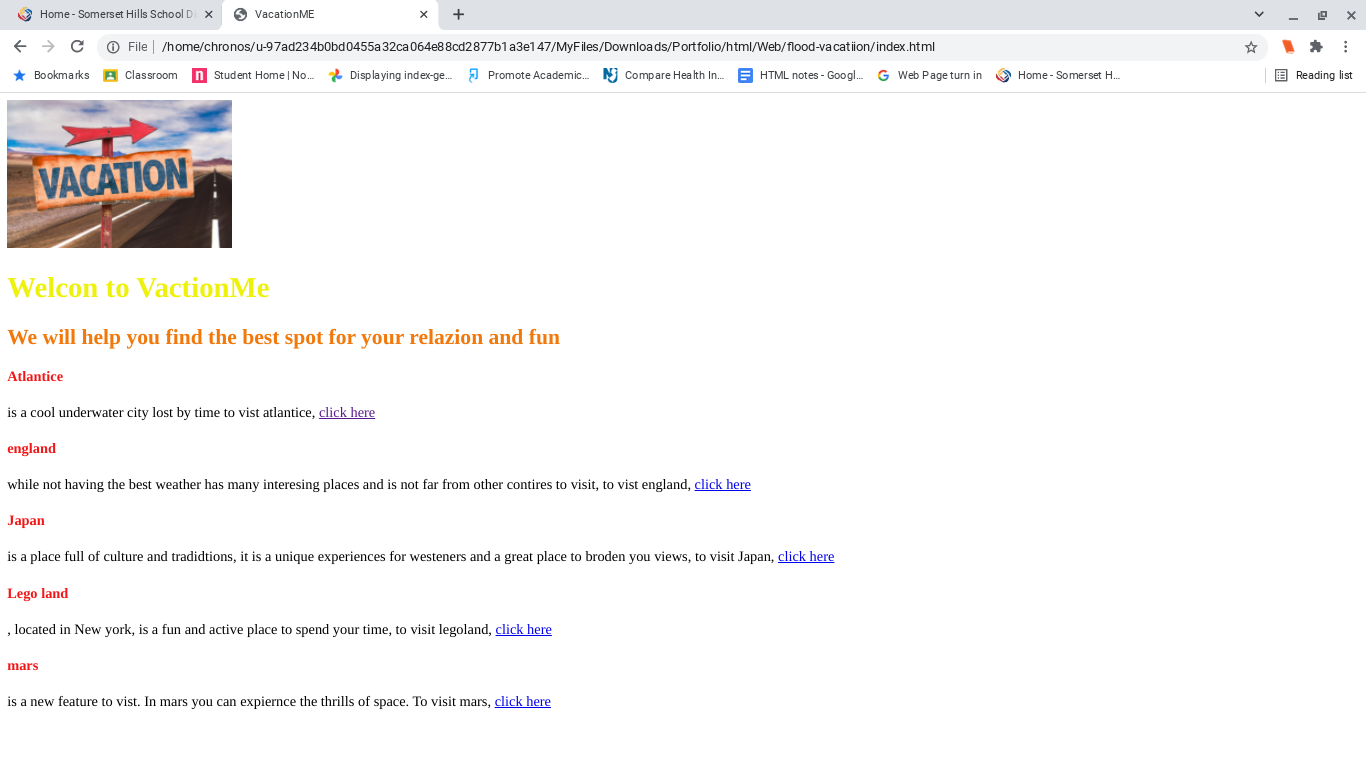 Home - Somerset Hills School Di
VacationME
File
/home/chronos/u-97ad234b0bd0455a32ca064e88cd2877b1a3e147/MyFiles/Downloads/Portfolio/html/Web/flood-vacatiion/index.html
Bookmarks
Classroom
Student Home | No...
Displaying index-ge...
Promote Academic...
Compare Health In...
HTML notes - Googl...
Web Page turn in
Home - Somerset H...
Reading list
VACATION
Welcon to VactionMe
We will help you find the best spot for your relazion and fun
Atlantice
is a cool underwater city lost by time to vist atlantice, click here
england
while not having the best weather has many interesing places and is not far from other contires to visit, to vist england, click here
Japan
is a place full of culture and tradidtions, it is a unique experiences for westeners and a great place to broden you views, to visit Japan, click here
Lego land
, located in New york, is a fun and active place to spend your time, to visit legoland, click here
mars
is a new feature to vist. In mars you can expiernce the thrills of space. To visit mars, click here